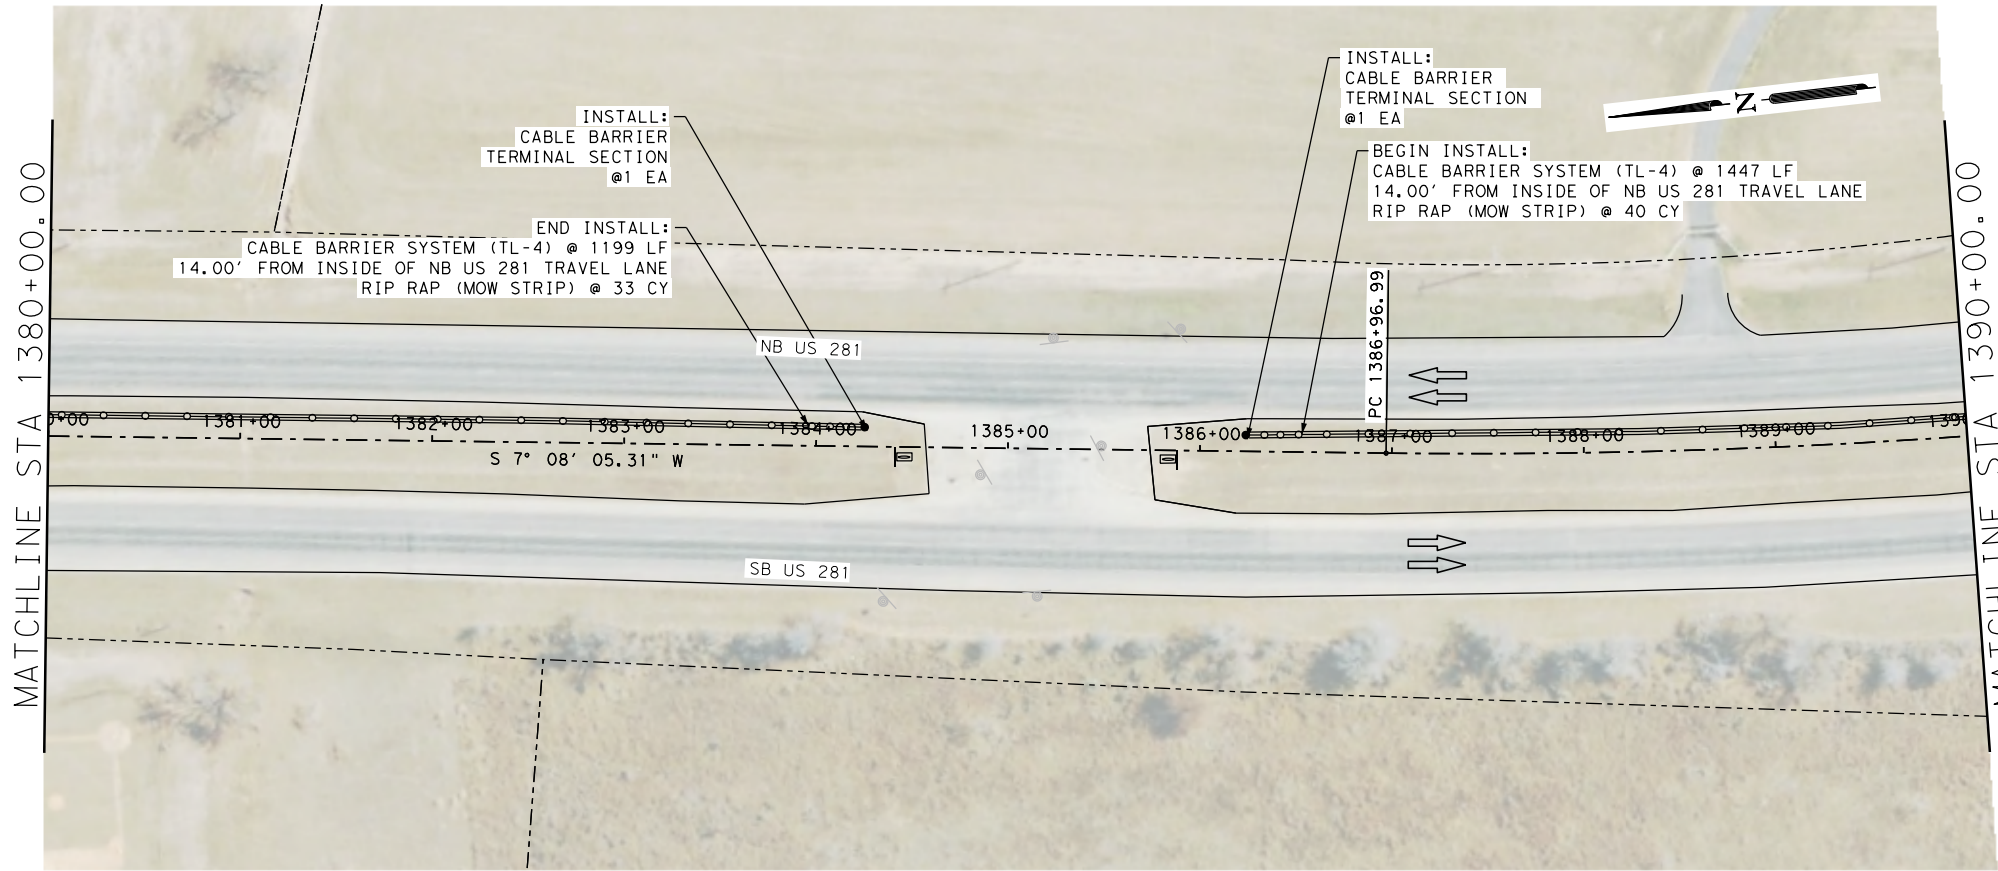 INSTALL:
CABLE BARRIER
TERMINAL SECTION
@1 EA
END INSTALL:
CABLE BARRIER SYSTEM (TL-4) @ 1199 LF
14.00' FROM INSIDE OF NB US 281 TRAVEL LANE
RIP RAP (MOW STRIP) @ 33 CY
INSTALL:
CABLE BARRIER
TERMINAL SECTION
@1 EA
BEGIN INSTALL:
CABLE BARRIER SYSTEM (TL-4) @ 1447 LF
14.00' FROM INSIDE OF NB US 281 TRAVEL LANE
RIP RAP (MOW STRIP) @ 40 CY
N
MATCHLINE STA 1380+00.00
MATCHLINE STA 1390+00.00
PC 1386+96.99
NB US 281
0+00
1381+00
1382+00
1383+00
1384+00
1385+00
1386+00
1387+00
1388+00
1389+00
1390
S 7° 08' 05.31" W
SB US 281